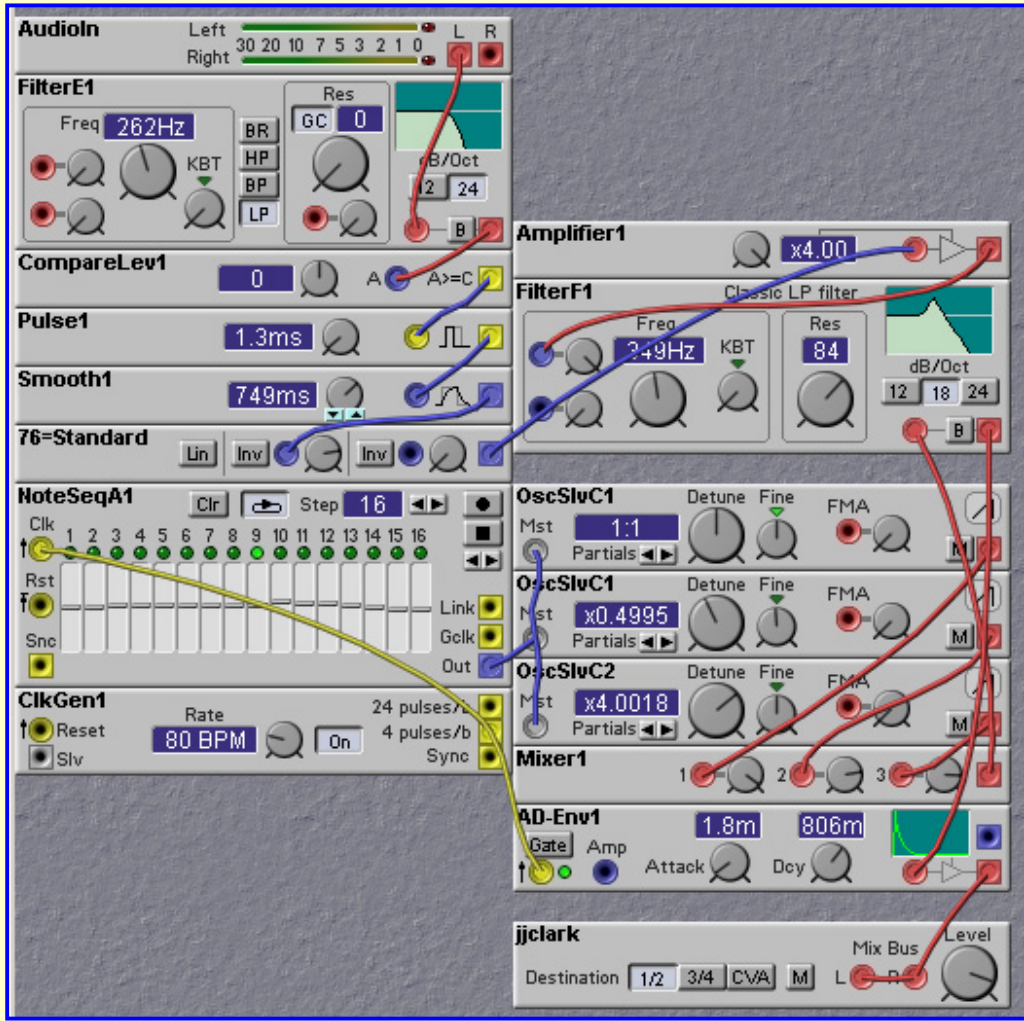 AudioIn
Left
Right
30 20 10 7 5 3 2 1 0
L R
FilterE1
Freq 262Hz
KBT
BR
HP
BP
LP
Res
GC 0
dB/Oct
12 24
B
CompareLev1
0
A A>=C
Pulse1
1.3ms
Smooth1
749ms
76=Standard
Lin Inv Inv
NoteSeqA1
Clr Step 16
Clk
1 2 3 4 5 6 7 8 9 10 11 12 13 14 15 16
Rst
Snc
Link
Gclk
Out
ClkGen1
Reset
Slv
Rate
80 BPM
On
24 pulses/b
4 pulses/b
Sync
Amplifier1
x4.00
FilterF1
Classic LP filter
Freq
349Hz
KBT
Res
84
dB/Oct
12 18 24
B
OscSlvC1
Mst
1:1
Partials
Detune Fine
FMA
M
OscSlvC1
Mst
x0.4995
Partials
Detune Fine
FMA
M
OscSlvC2
Mst
x4.0018
Partials
Detune Fine
FMA
M
Mixer1
1 2 3
AD-Env1
Gate
Amp
1.8m
Attack
806m
Dcy
jjclark
Destination 1/2 3/4 CVA M
Mix Bus
L R
Level